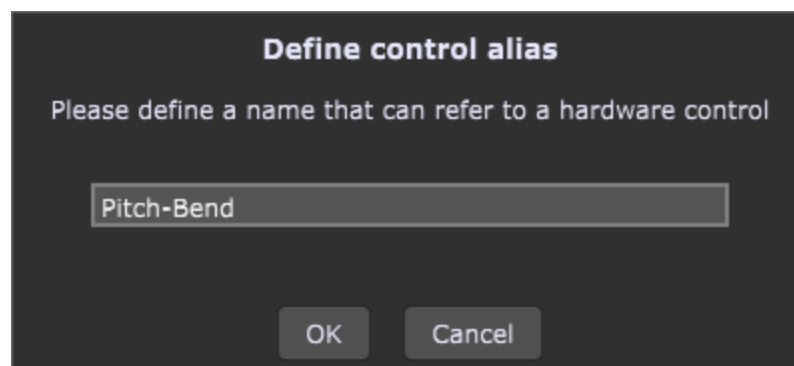 Define control alias
Please define a name that can refer to a hardware control
Pitch-Bend
OK Cancel